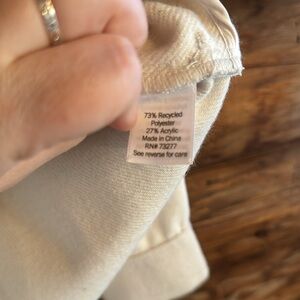 73% Recycled
Polyester
27% Acrylic
Made in China
RN# 73277
See reverse for care